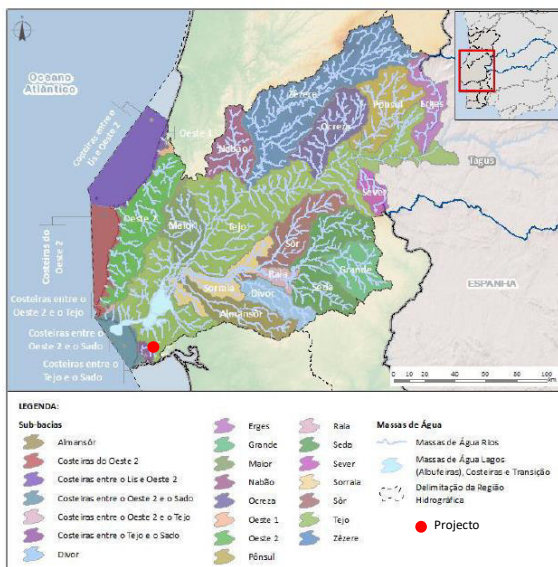 Oceano
Atlântico
Costeiras entre o
Lis e Oeste 2
Oeste 1
Nabão
Zêzere
Ocreza
Pônsul
Erges
Tagus
Sever
Oeste 2
Maior
Tejo
Sôr
Grande
Costeiras do
Oeste 2
Raia
Sorraia
Divor
Seda
Almansôr
ESPANHA
Costeiras entre o
Oeste 2 e o Tejo
Costeiras entre
o Oeste 2 e o Sado
Costeiras entre o
Tejo e o Sado
0 20 40 60 80 100
km
LEGENDA:
Sub-bacias
Almansôr
Costeiras do Oeste 2
Costeiras entre o Lis e Oeste 2
Costeiras entre o Oeste 2 e o Sado
Costeiras entre o Oeste 2 e o Tejo
Costeiras entre o Tejo e o Sado
Divor
Erges
Grande
Maior
Nabão
Ocreza
Oeste 1
Oeste 2
Pônsul
Raia
Seda
Sever
Sorraia
Sôr
Tejo
Zêzere
Massas de Água
Massas de Água Rios
Massas de Água Lagos
(Albufeiras), Costeiras e Transição
Delimitação da Região
Hidrográfica
Projecto